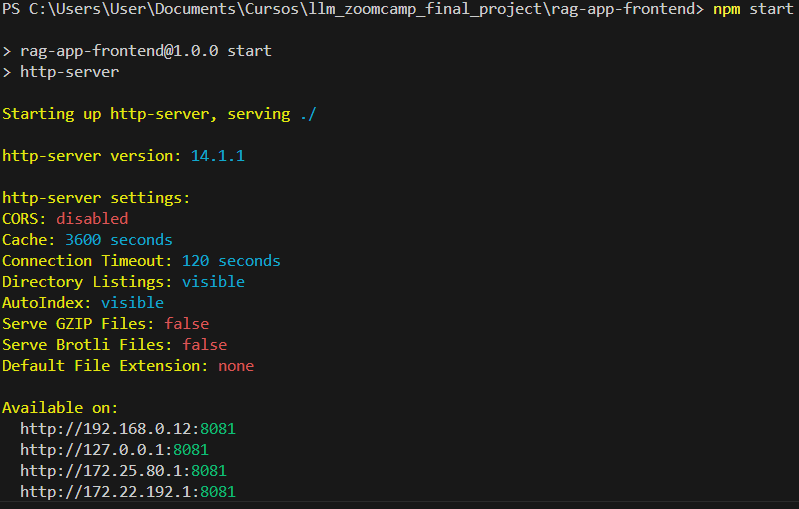 PS C:\Users\User\Documents\Cursos\llm_zoomcamp_final_project\rag-app-frontend> npm start
> rag-app-frontend@1.0.0 start
> http-server
Starting up http-server, serving ./
http-server version: 14.1.1
http-server settings:
CORS: disabled
Cache: 3600 seconds
Connection Timeout: 120 seconds
Directory Listings: visible
AutoIndex: visible
Serve GZIP Files: false
Serve Brotli Files: false
Default File Extension: none
Available on:
http://192.168.0.12:8081
http://127.0.0.1:8081
http://172.25.80.1:8081
http://172.22.192.1:8081